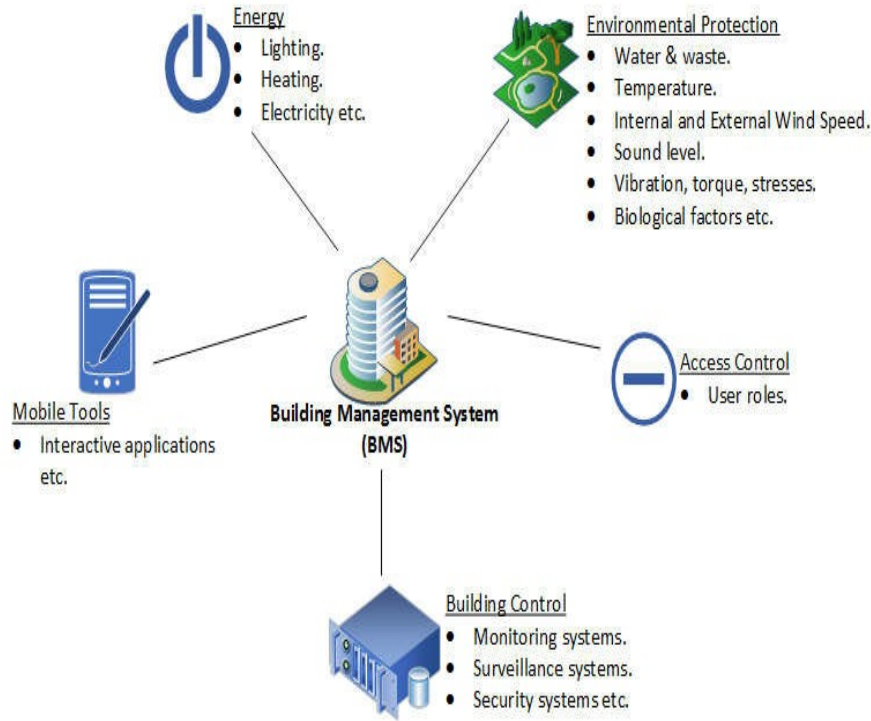 Energy
• Lighting.
• Heating.
• Electricity etc.
Environmental Protection
• Water & waste.
• Temperature.
• Internal and External Wind Speed.
• Sound level.
• Vibration, torque, stresses.
• Biological factors etc.
Access Control
• User roles.
Mobile Tools
• Interactive applications
etc.
Building Management System
(BMS)
Building Control
• Monitoring systems.
• Surveillance systems.
• Security systems etc.